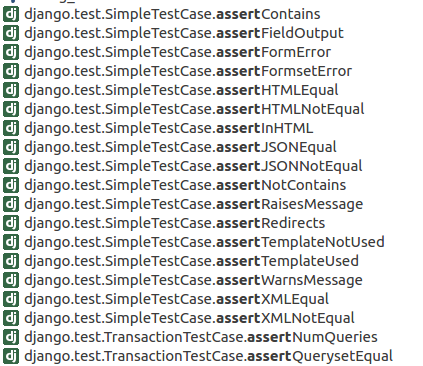 dj django.test.SimpleTestCase.assertContains
dj django.test.SimpleTestCase.assertFieldOutput
dj django.test.SimpleTestCase.assertFormError
dj django.test.SimpleTestCase.assertFormsetError
dj django.test.SimpleTestCase.assertHTMLEqual
dj django.test.SimpleTestCase.assertHTMLNotEqual
dj django.test.SimpleTestCase.assertInHTML
dj django.test.SimpleTestCase.assertJSONEqual
dj django.test.SimpleTestCase.assertJSONNotEqual
dj django.test.SimpleTestCase.assertNotContains
dj django.test.SimpleTestCase.assertRaisesMessage
dj django.test.SimpleTestCase.assertRedirects
dj django.test.SimpleTestCase.assertTemplateNotUsed
dj django.test.SimpleTestCase.assertTemplateUsed
dj django.test.SimpleTestCase.assertWarnsMessage
dj django.test.SimpleTestCase.assertXMLEqual
dj django.test.SimpleTestCase.assertXMLNotEqual
dj django.test.TransactionTestCase.assertNumQueries
dj django.test.TransactionTestCase.assertQuerysetEqual